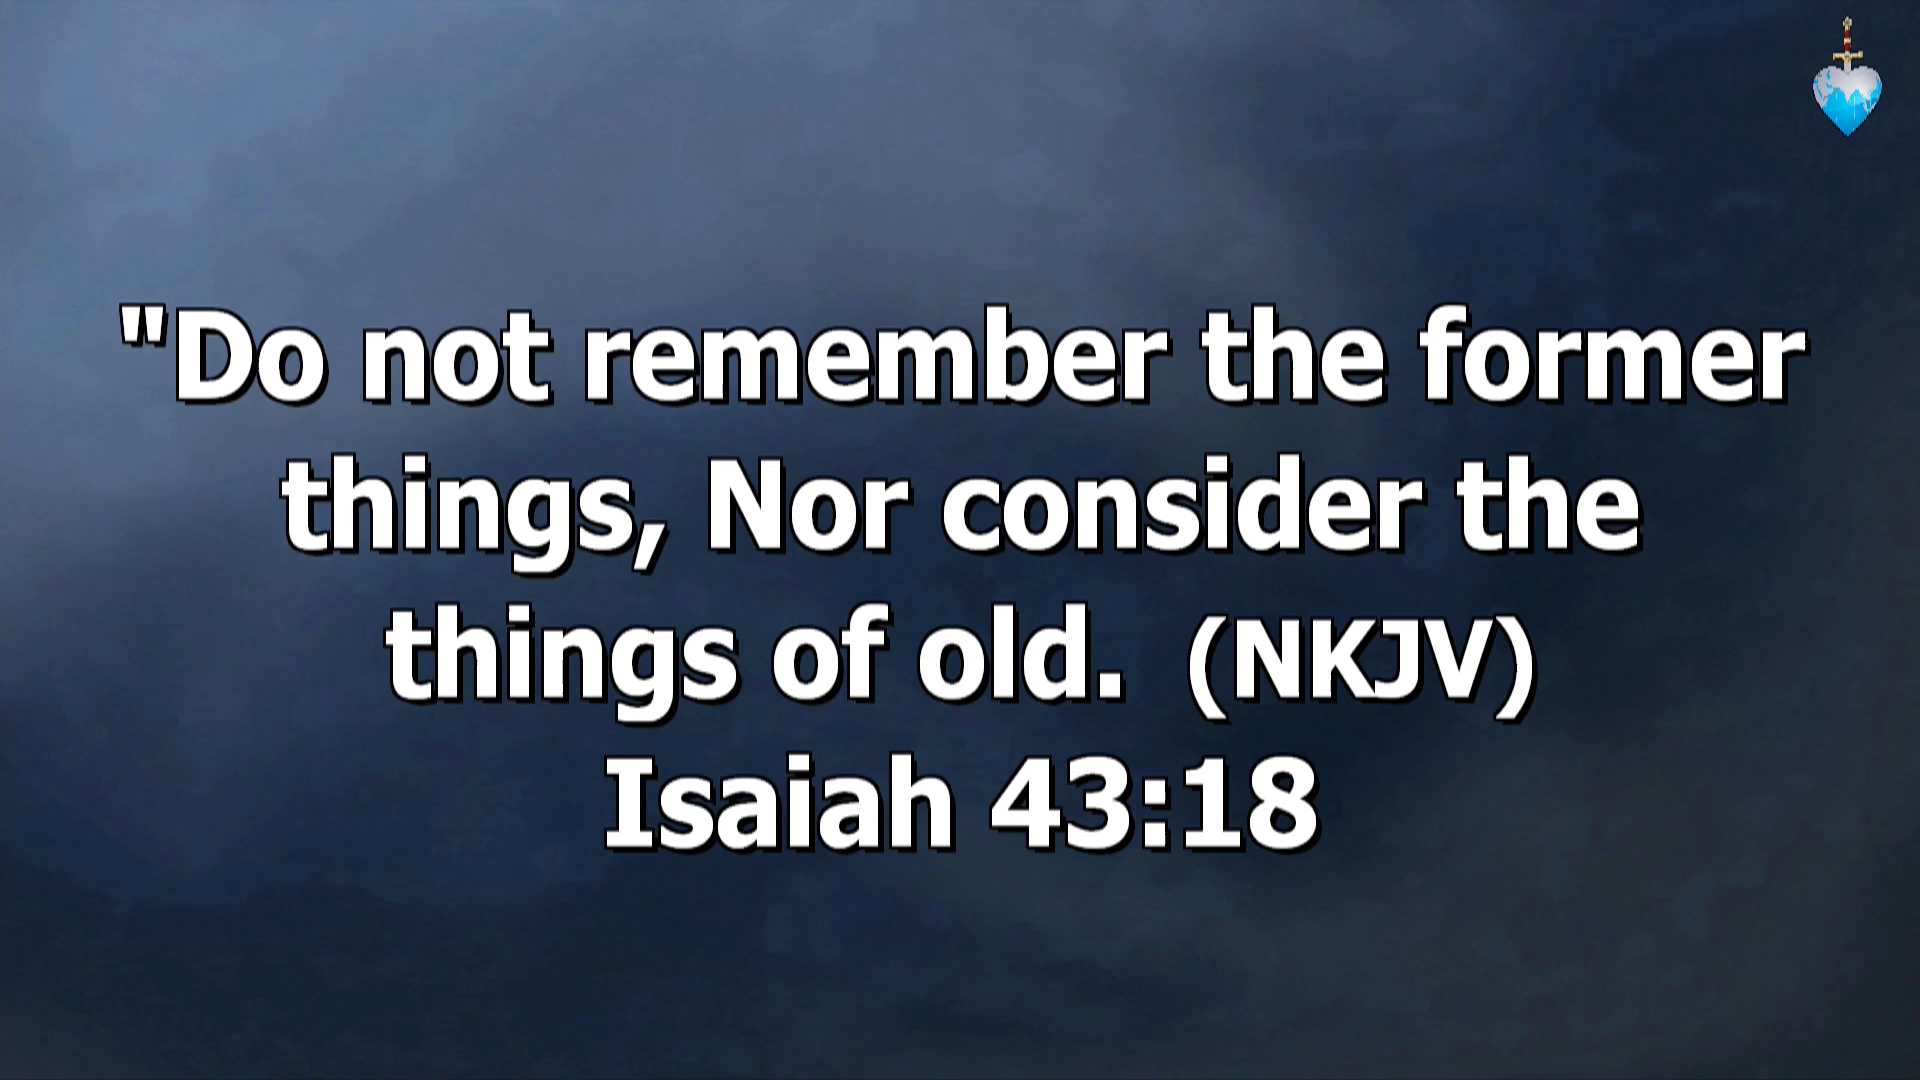 "Do not remember the former
things, Nor consider the
things of old.  (NKJV)
Isaiah 43:18